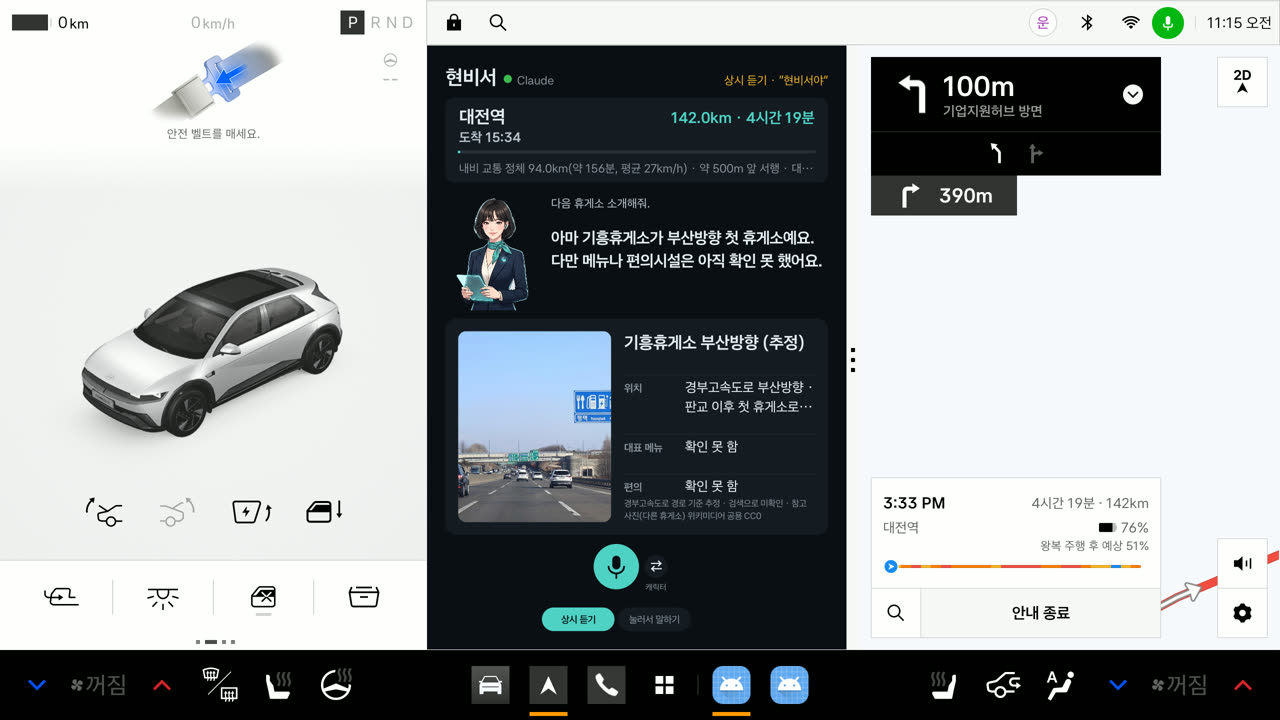 0 km
0 km/h
P R N D
안전 벨트를 매세요.
운
11:15 오전
현비서
Claude
상시 듣기 · "현비서야"
대전역
142.0km · 4시간 19분
도착 15:34
내비 교통 정체 94.0km(약 156분, 평균 27km/h) · 약 500m 앞 서행 · 대…
다음 휴게소 소개해줘.
아마 기흥휴게소가 부산방향 첫 휴게소예요.
다만 메뉴나 편의시설은 아직 확인 못 했어요.
기흥휴게소 부산방향 (추정)
위치
경부고속도로 부산방향 ·
판교 이후 첫 휴게소로…
대표 메뉴
확인 못 함
편의
확인 못 함
경부고속도로 경로 기준 추정 · 검색으로 미확인 · 참고
사진(다른 휴게소) 위키미디어 공용 CC0
캐릭터
상시 듣기
눌러서 말하기
100m
기업지원허브 방면
390m
2D
3:33 PM
4시간 19분 · 142km
대전역
76%
왕복 주행 후 예상 51%
안내 종료
꺼짐
A
꺼짐